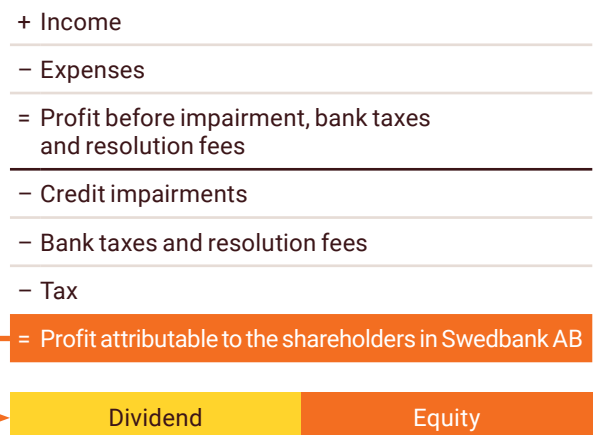 + Income
– Expenses
= Profit before impairment, bank taxes
and resolution fees
– Credit impairments
– Bank taxes and resolution fees
– Tax
= Profit attributable to the shareholders in Swedbank AB
Dividend
Equity